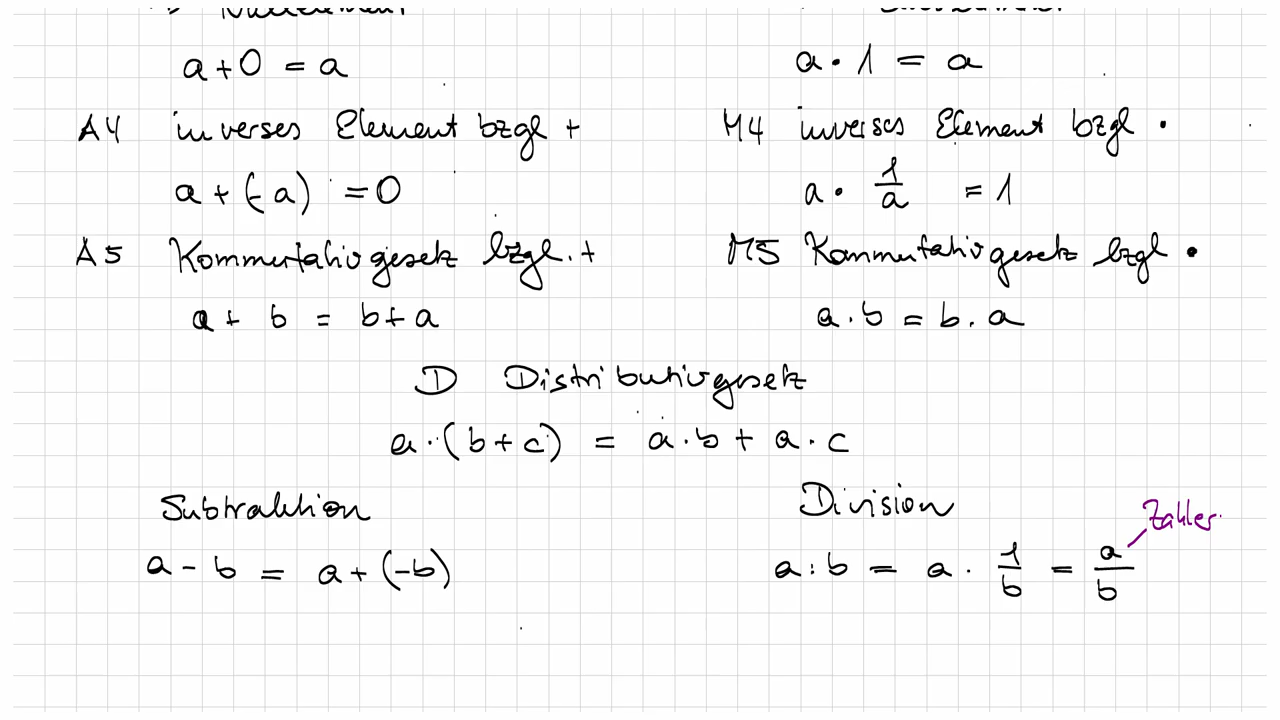 a+0 = a
a · 1 = a
A4 inverses Element bzgl +
M4 inverses Element bzgl ·
a + (-a) = 0
a · 1/a = 1
A5 Kommutativgesetz bzgl. +
M5 Kommutativgesetz bzgl ·
a + b = b+a
a · b = b · a
D Distributivgesetz
a · (b+c) = a · b + a · c
Subtraktion
Division
Zähler
a - b = a + (-b)
a : b = a · 1/b = a/b